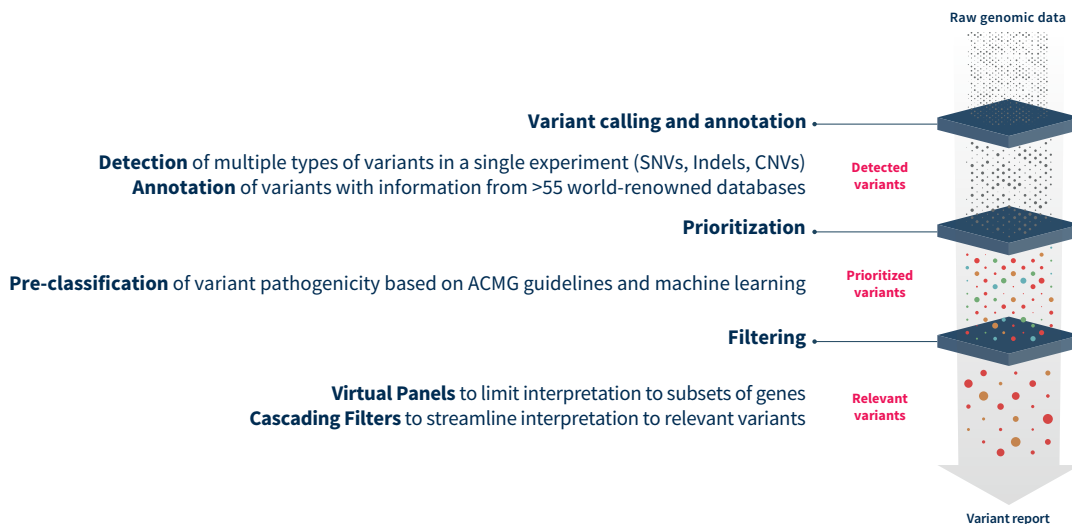 Raw genomic data
Variant calling and annotation
Detection of multiple types of variants in a single experiment (SNVs, Indels, CNVs)
Annotation of variants with information from >55 world-renowned databases
Detected
variants
Prioritization
Pre-classification of variant pathogenicity based on ACMG guidelines and machine learning
Prioritized
variants
Filtering
Virtual Panels to limit interpretation to subsets of genes
Cascading Filters to streamline interpretation to relevant variants
Relevant
variants
Variant report